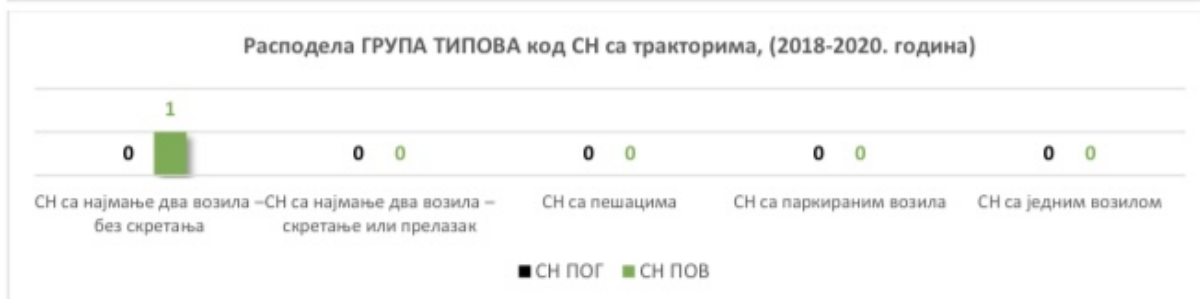 Расподела ГРУПА ТИПОВА код СН са тракторима, (2018-2020. година)
1
0
0 0
0 0
0 0
0 0
СН са најмање два возила –
без скретања
СН са најмање два возила –
скретање или прелазак
СН са пешацима
СН са паркираним возила
СН са једним возилом
СН ПОГ СН ПОВ